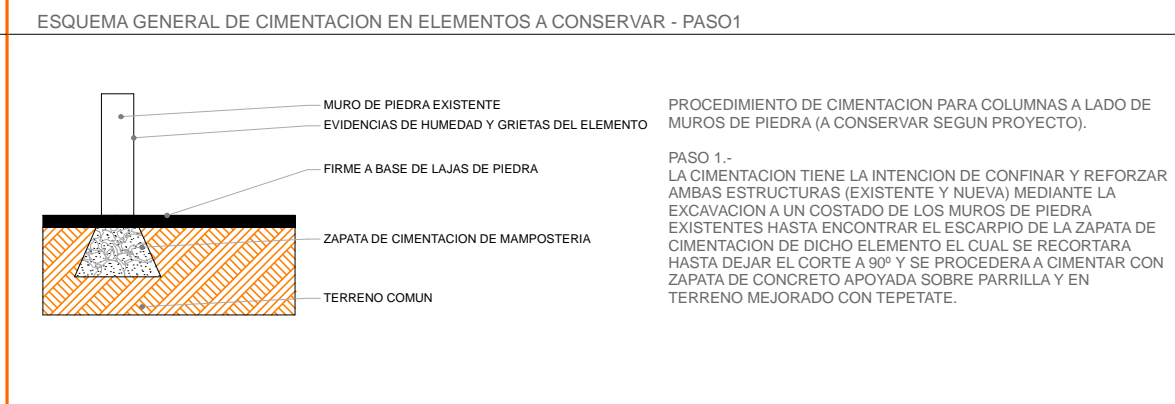 ESQUEMA GENERAL DE CIMENTACION EN ELEMENTOS A CONSERVAR - PASO1
MURO DE PIEDRA EXISTENTE
EVIDENCIAS DE HUMEDAD Y GRIETAS DEL ELEMENTO
FIRME A BASE DE LAJAS DE PIEDRA
ZAPATA DE CIMENTACION DE MAMPOSTERIA
TERRENO COMUN
PROCEDIMIENTO DE CIMENTACION PARA COLUMNAS A LADO DE
MUROS DE PIEDRA (A CONSERVAR SEGUN PROYECTO).
PASO 1.-
LA CIMENTACION TIENE LA INTENCION DE CONFINAR Y REFORZAR
AMBAS ESTRUCTURAS (EXISTENTE Y NUEVA) MEDIANTE LA
EXCAVACION A UN COSTADO DE LOS MUROS DE PIEDRA
EXISTENTES HASTA ENCONTRAR EL ESCARPIO DE LA ZAPATA DE
CIMENTACION DE DICHO ELEMENTO EL CUAL SE RECORTARA
HASTA DEJAR EL CORTE A 90º Y SE PROCEDERA A CIMENTAR CON
ZAPATA DE CONCRETO APOYADA SOBRE PARRILLA Y EN
TERRENO MEJORADO CON TEPETATE.